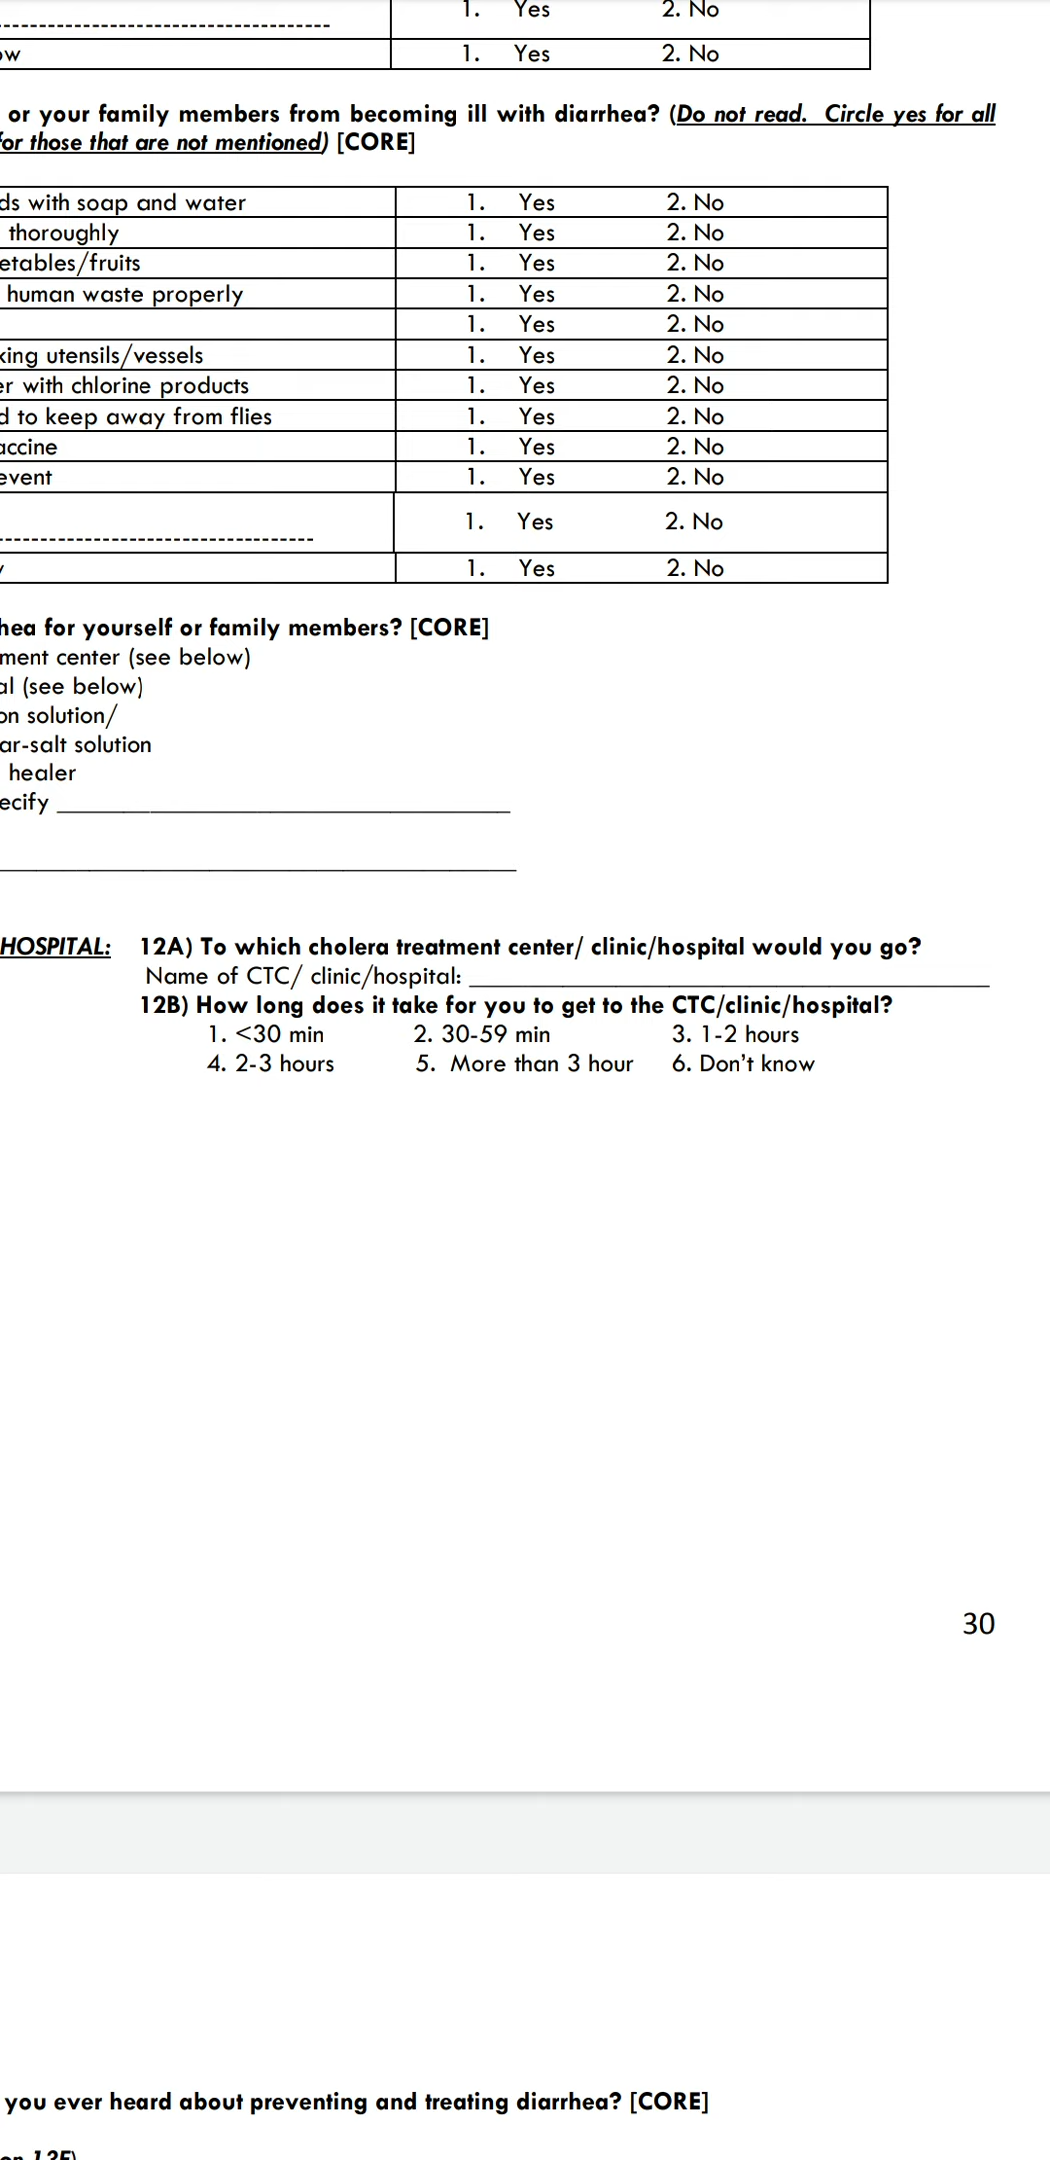 1. Yes 2. No
ow 1. Yes 2. No
or your family members from becoming ill with diarrhea? (Do not read. Circle yes for all
for those that are not mentioned) [CORE]
ds with soap and water 1. Yes 2. No
thoroughly 1. Yes 2. No
etables/fruits 1. Yes 2. No
human waste properly 1. Yes 2. No
1. Yes 2. No
king utensils/vessels 1. Yes 2. No
er with chlorine products 1. Yes 2. No
d to keep away from flies 1. Yes 2. No
accine 1. Yes 2. No
event 1. Yes 2. No
1. Yes 2. No
1. Yes 2. No
hea for yourself or family members? [CORE]
ment center (see below)
al (see below)
on solution/
ar-salt solution
healer
ecify
HOSPITAL: 12A) To which cholera treatment center/ clinic/hospital would you go?
Name of CTC/ clinic/hospital:
12B) How long does it take for you to get to the CTC/clinic/hospital?
1. <30 min 2. 30-59 min 3. 1-2 hours
4. 2-3 hours 5. More than 3 hour 6. Don't know
30
you ever heard about preventing and treating diarrhea? [CORE]